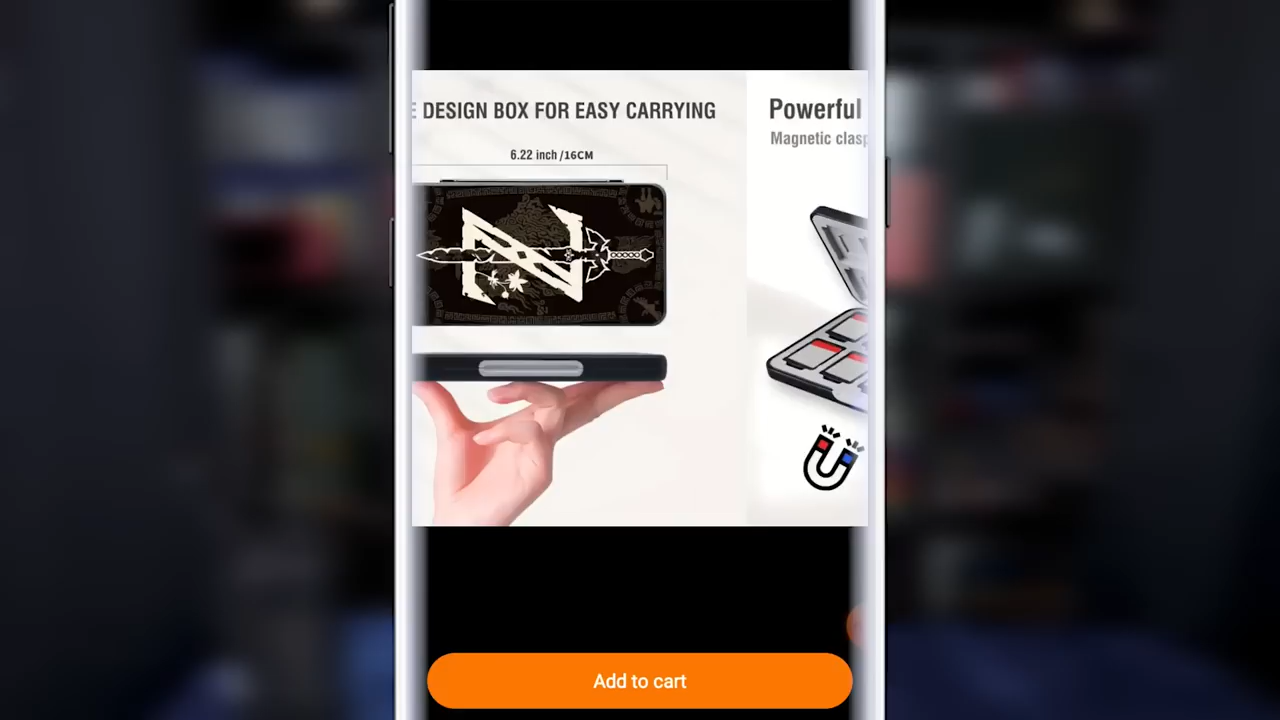 DESIGN BOX FOR EASY CARRYING
6.22 inch /16CM
Powerful
Magnetic clasp
Add to cart